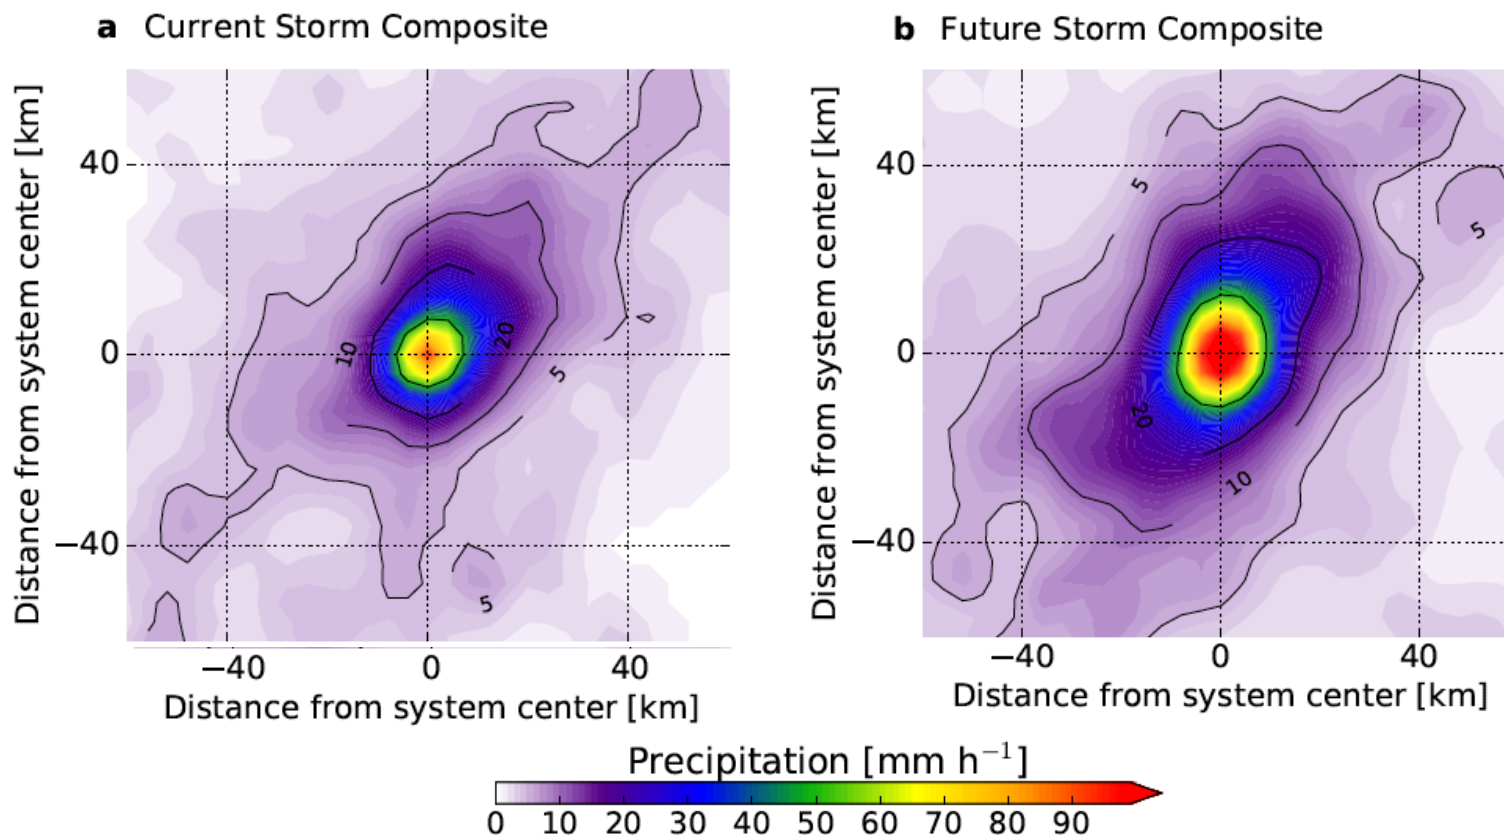 a Current Storm Composite
b Future Storm Composite
Distance from system center [km]
40
0
−40
10
20
5
5
−40
0
40
Distance from system center [km]
Distance from system center [km]
40
0
−40
5
5
20
10
−40
0
40
Distance from system center [km]
Precipitation [mm h⁻¹]
0 10 20 30 40 50 60 70 80 90